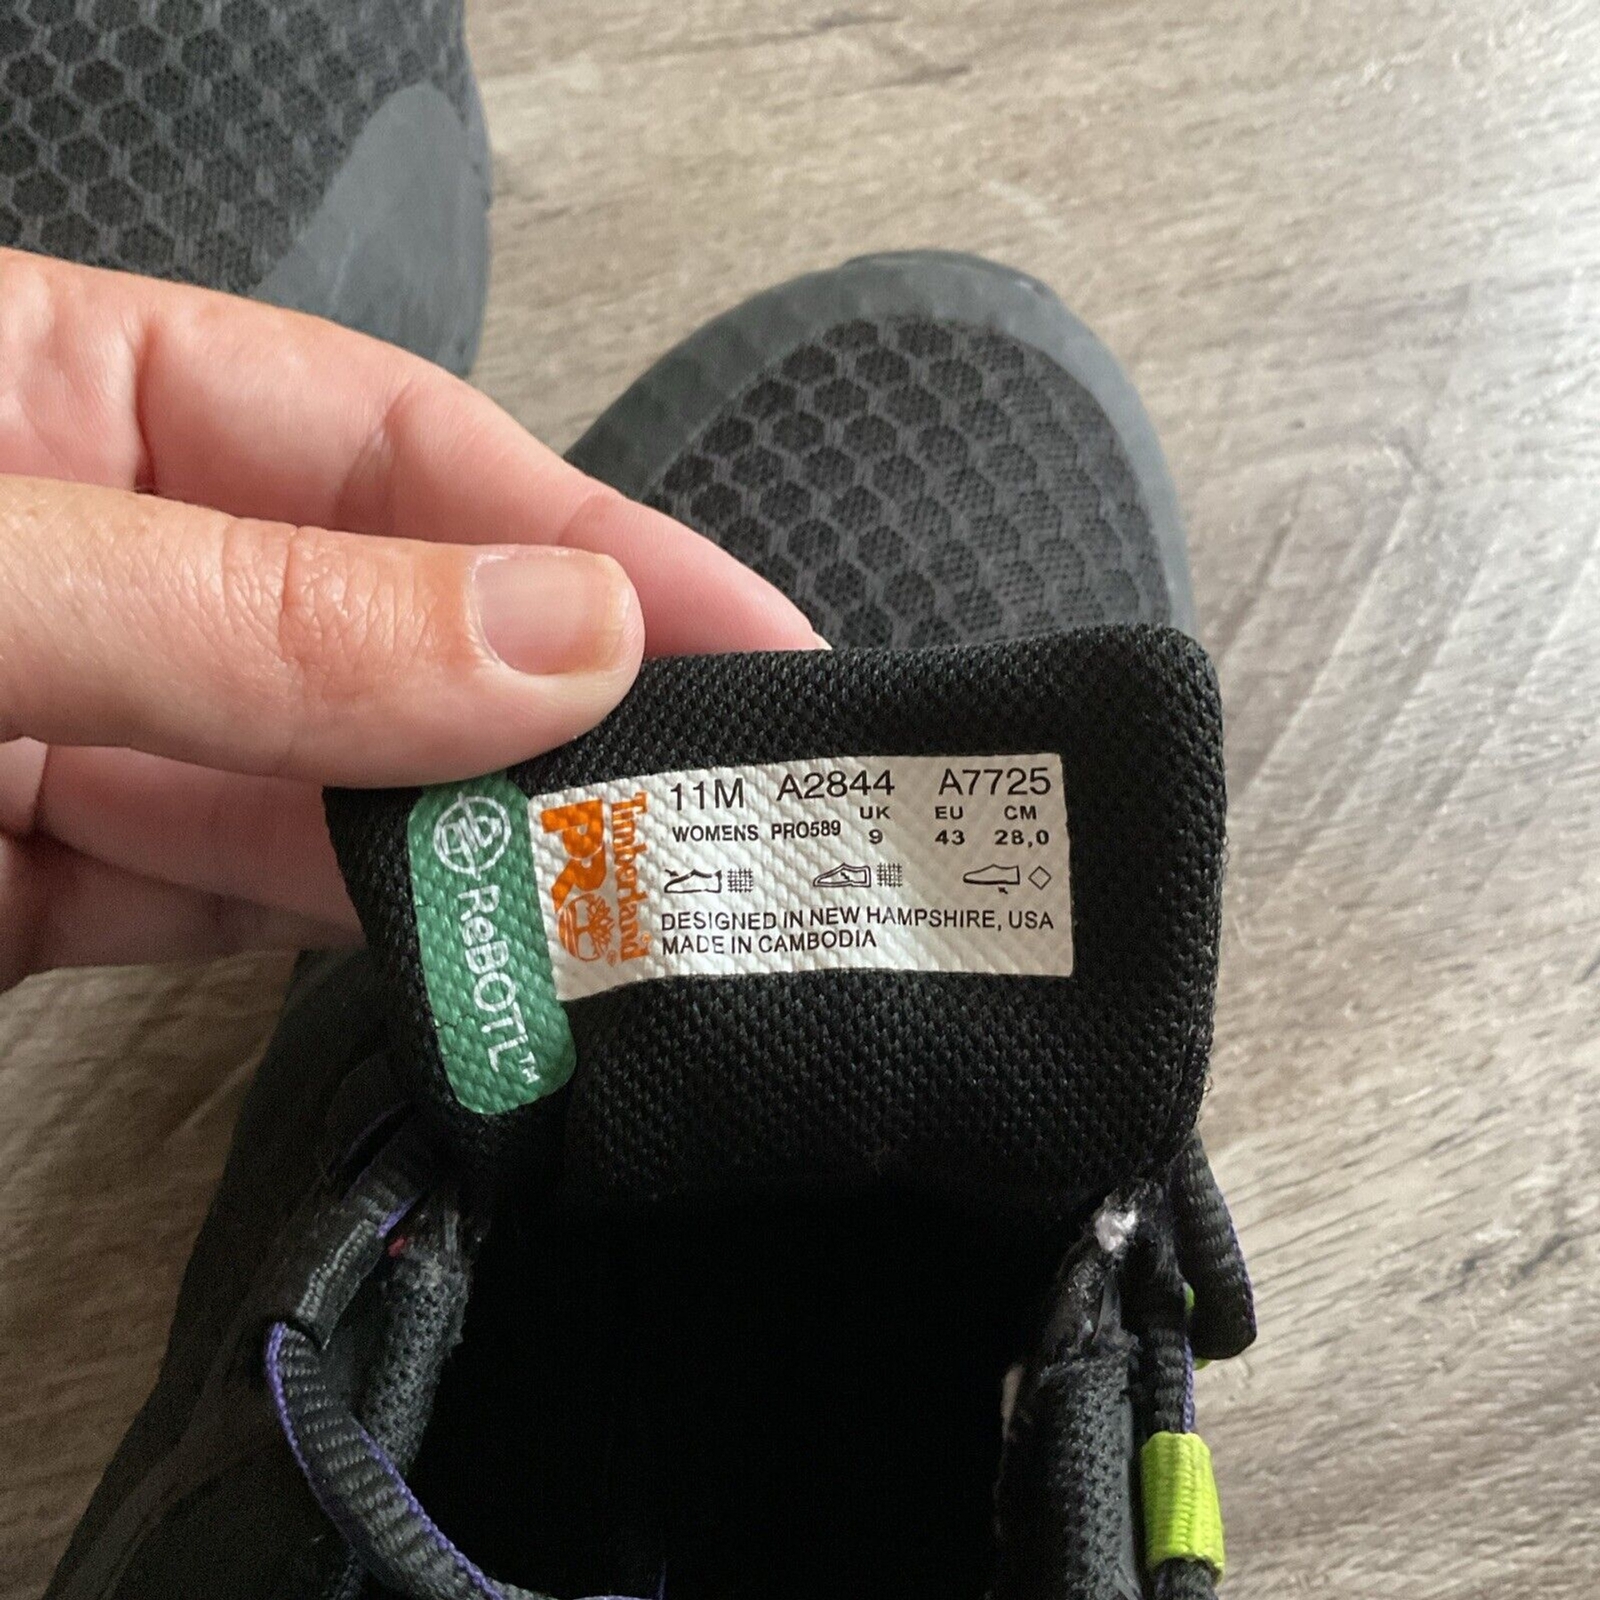 11M A2844 A7725
UK EU CM
WOMENS PRO589 9 43 28,0
DESIGNED IN NEW HAMPSHIRE, USA
MADE IN CAMBODIA
Timberland®
PRO
ReBOTL™